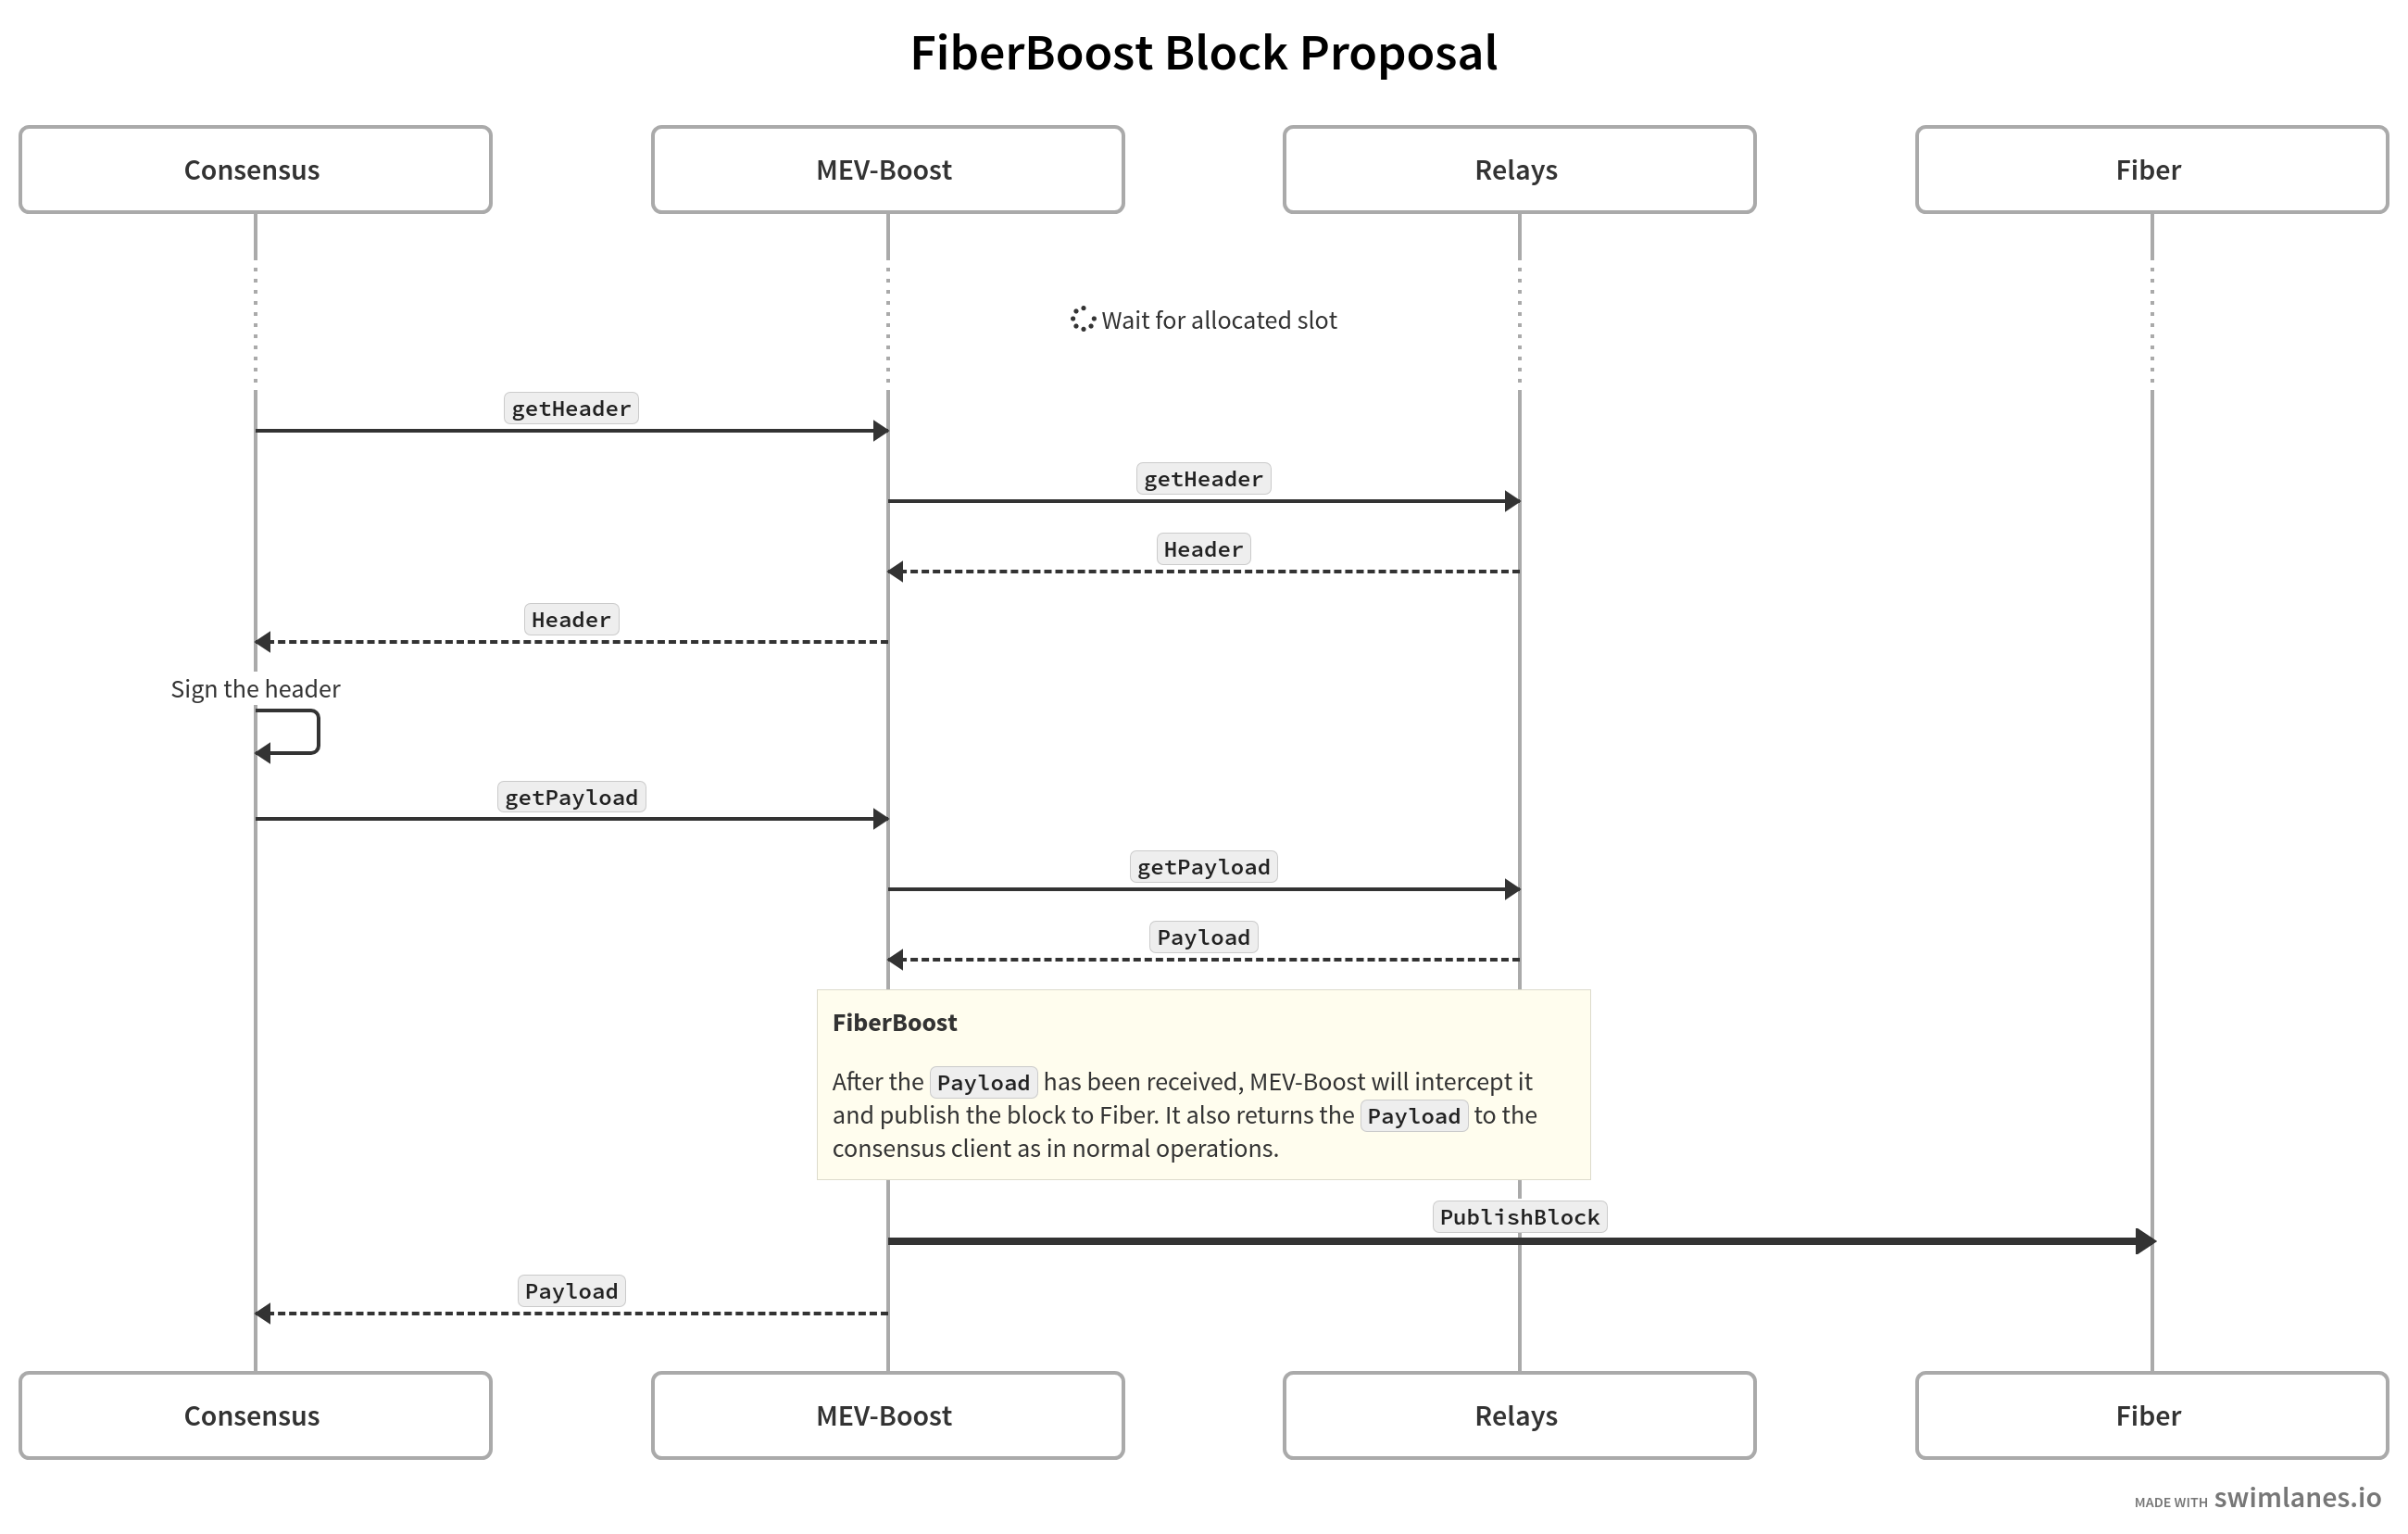 FiberBoost Block Proposal
Consensus
MEV-Boost
Relays
Fiber
Wait for allocated slot
getHeader
getHeader
Header
Header
Sign the header
getPayload
getPayload
Payload
FiberBoost
After the Payload has been received, MEV-Boost will intercept it
and publish the block to Fiber. It also returns the Payload to the
consensus client as in normal operations.
PublishBlock
Payload
Consensus
MEV-Boost
Relays
Fiber
MADE WITH swimlanes.io